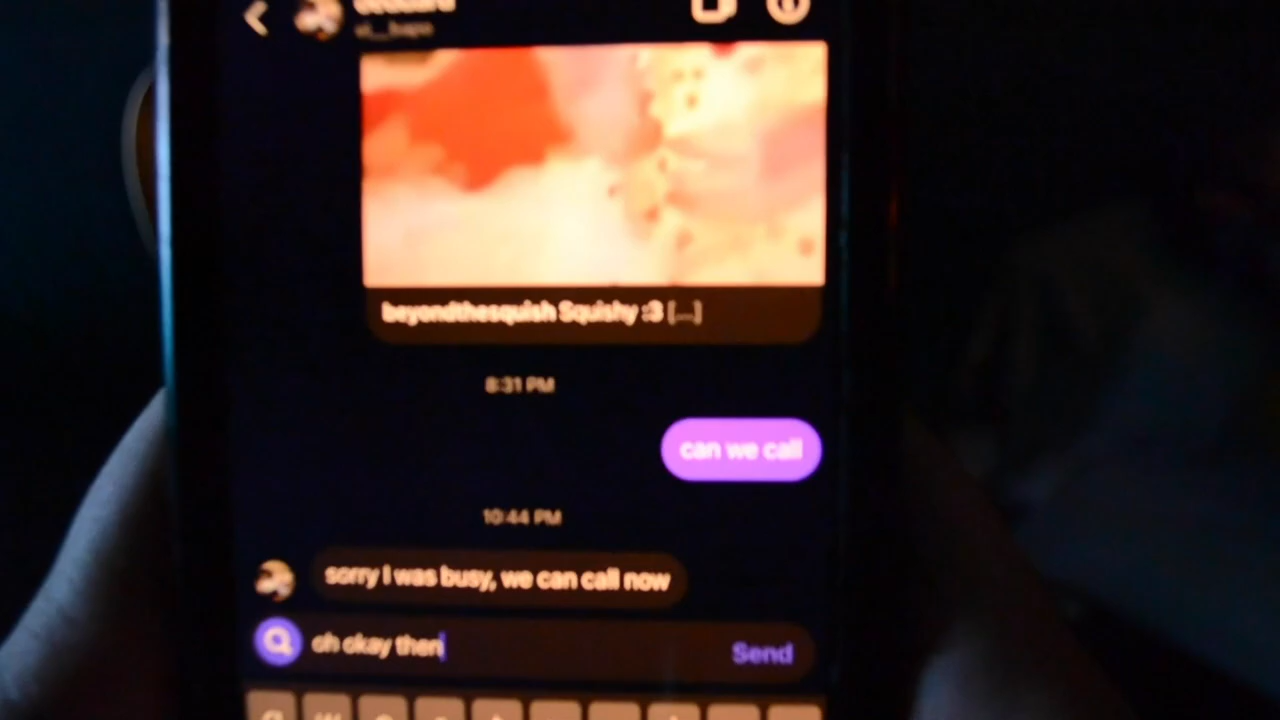 beyondthesquish Squishy :3 [...]
8:31 PM
can we call
10:44 PM
sorry I was busy, we can call now
oh okay then
Send